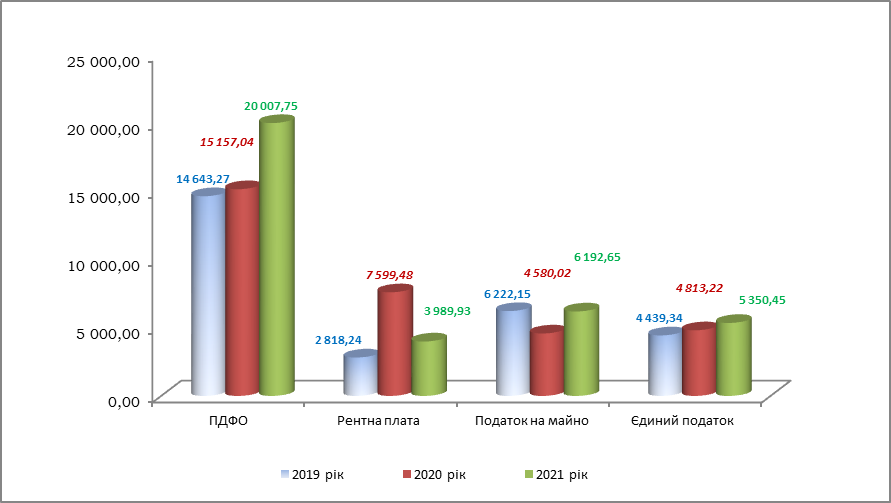 25 000,00
20 000,00
15 000,00
10 000,00
5 000,00
0,00
14 643,27
15 157,04
20 007,75
2 818,24
7 599,48
3 989,93
6 222,15
4 580,02
6 192,65
4 439,34
4 813,22
5 350,45
ПДФО
Рентна плата
Податок на майно
Єдиний податок
2019 рік
2020 рік
2021 рік